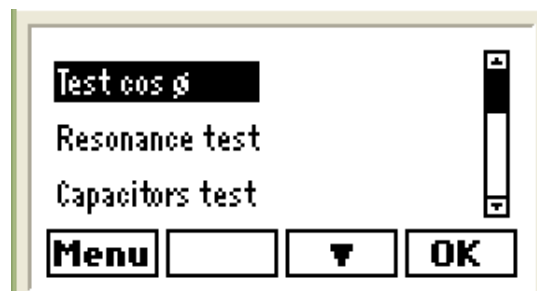 Test cos ø
Resonance test
Capacitors test
Menu ▼ OK